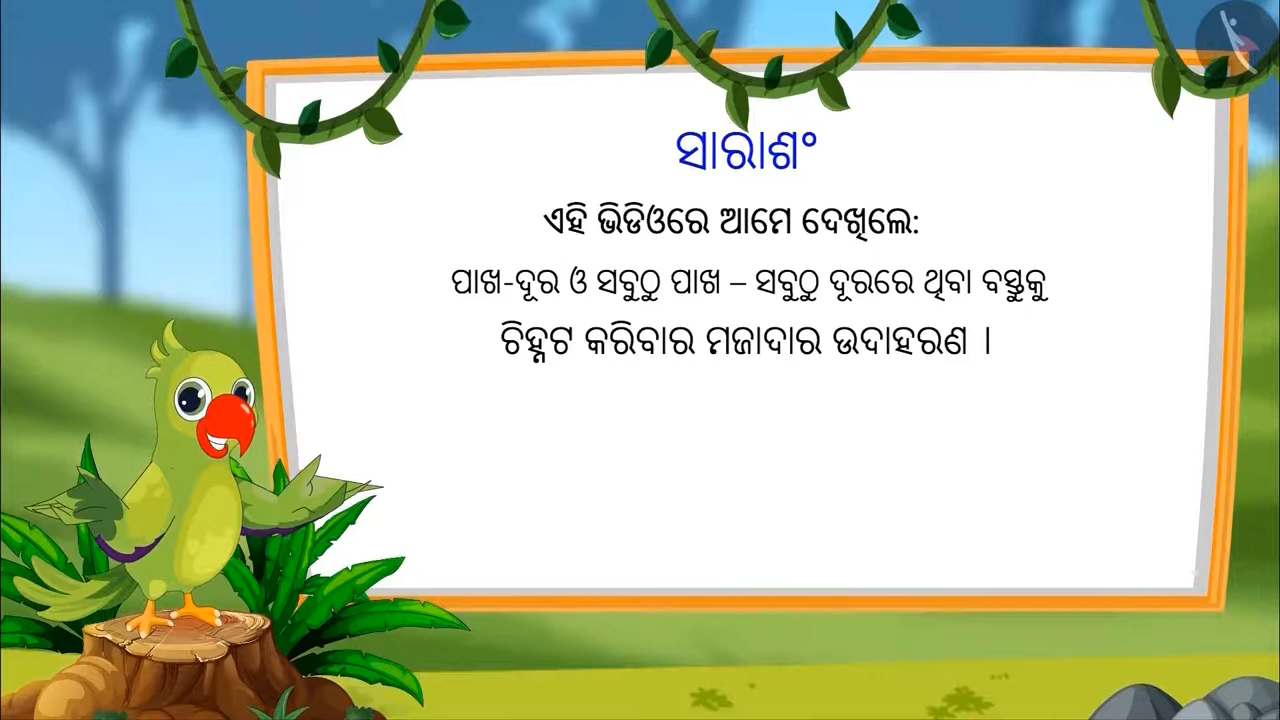 ସାରାଶଂ
ଏହି ଭିଡିଓରେ ଆମେ ଦେଖିଲେ:
ପାଖ-ଦୂର ଓ ସବୁଠୁ ପାଖ – ସବୁଠୁ ଦୂରରେ ଥିବା ବସ୍ତୁକୁ
ଚିହ୍ନଟ କରିବାର ମଜାଦାର ଉଦାହରଣ ।